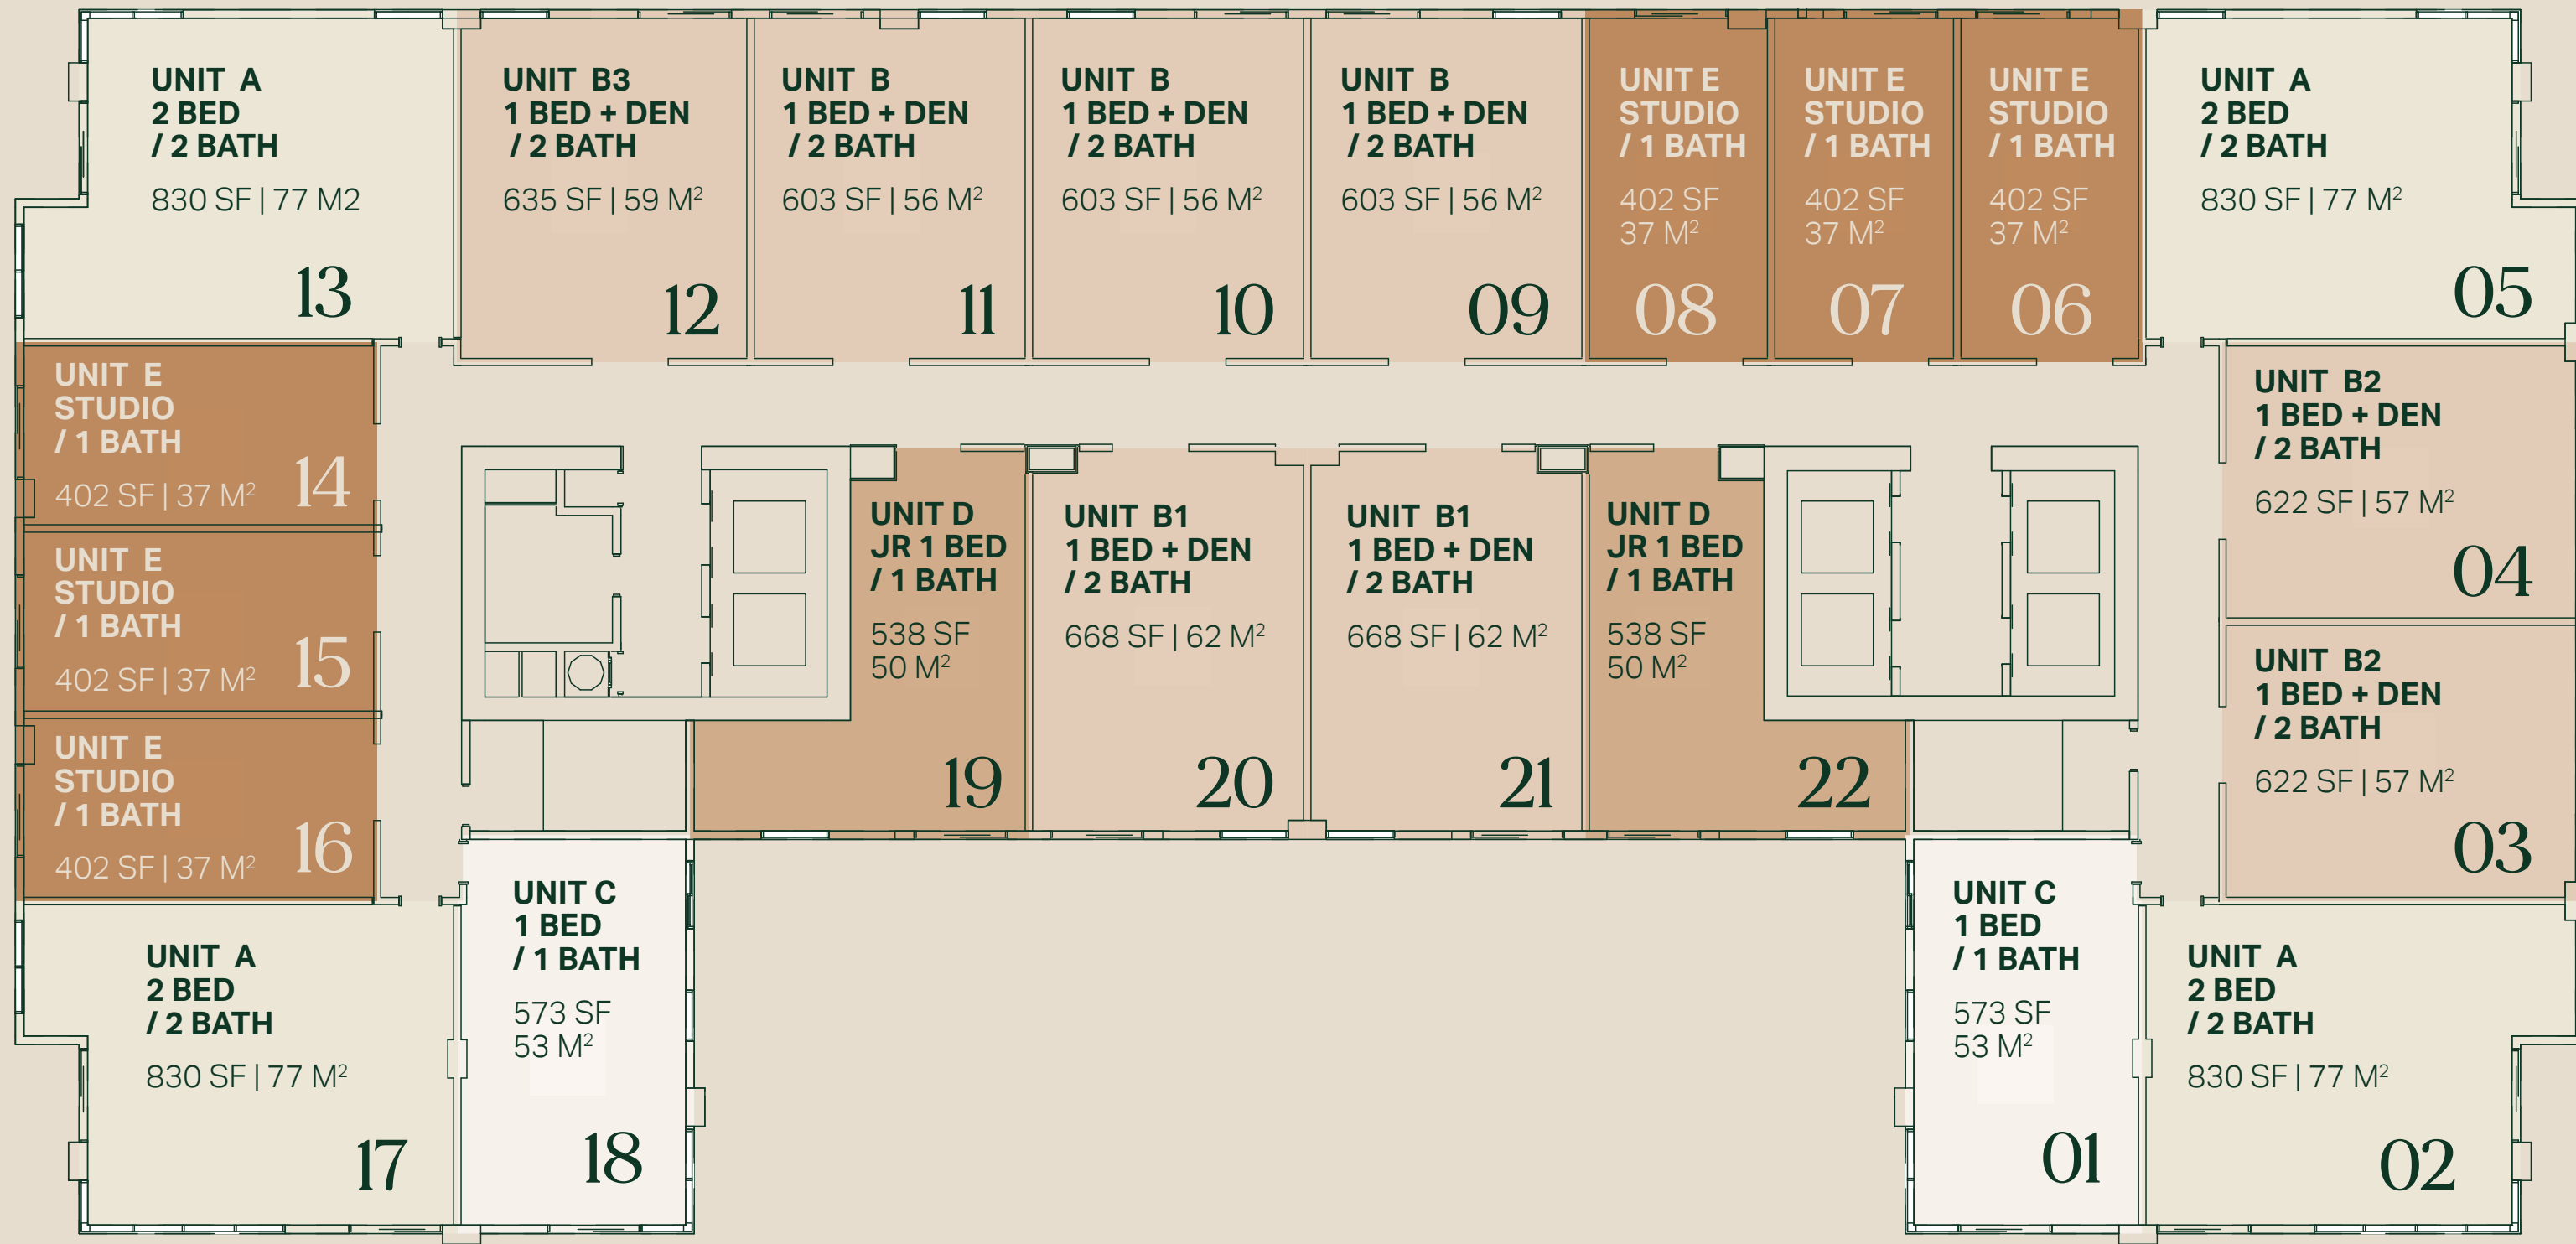 UNIT A
2 BED
/ 2 BATH
830 SF | 77 M2
13
UNIT B3
1 BED + DEN
/ 2 BATH
635 SF | 59 M²
12
UNIT B
1 BED + DEN
/ 2 BATH
603 SF | 56 M²
11
UNIT B
1 BED + DEN
/ 2 BATH
603 SF | 56 M²
10
UNIT B
1 BED + DEN
/ 2 BATH
603 SF | 56 M²
09
UNIT E
STUDIO
/ 1 BATH
402 SF
37 M²
08
UNIT E
STUDIO
/ 1 BATH
402 SF
37 M²
07
UNIT E
STUDIO
/ 1 BATH
402 SF
37 M²
06
UNIT A
2 BED
/ 2 BATH
830 SF | 77 M²
05
UNIT E
STUDIO
/ 1 BATH
402 SF | 37 M²
14
UNIT E
STUDIO
/ 1 BATH
402 SF | 37 M²
15
UNIT E
STUDIO
/ 1 BATH
402 SF | 37 M²
16
UNIT D
JR 1 BED
/ 1 BATH
538 SF
50 M²
19
UNIT B1
1 BED + DEN
/ 2 BATH
668 SF | 62 M²
20
UNIT B1
1 BED + DEN
/ 2 BATH
668 SF | 62 M²
21
UNIT D
JR 1 BED
/ 1 BATH
538 SF
50 M²
22
UNIT B2
1 BED + DEN
/ 2 BATH
622 SF | 57 M²
04
UNIT B2
1 BED + DEN
/ 2 BATH
622 SF | 57 M²
03
UNIT A
2 BED
/ 2 BATH
830 SF | 77 M²
17
UNIT C
1 BED
/ 1 BATH
573 SF
53 M²
18
UNIT C
1 BED
/ 1 BATH
573 SF
53 M²
01
UNIT A
2 BED
/ 2 BATH
830 SF | 77 M²
02